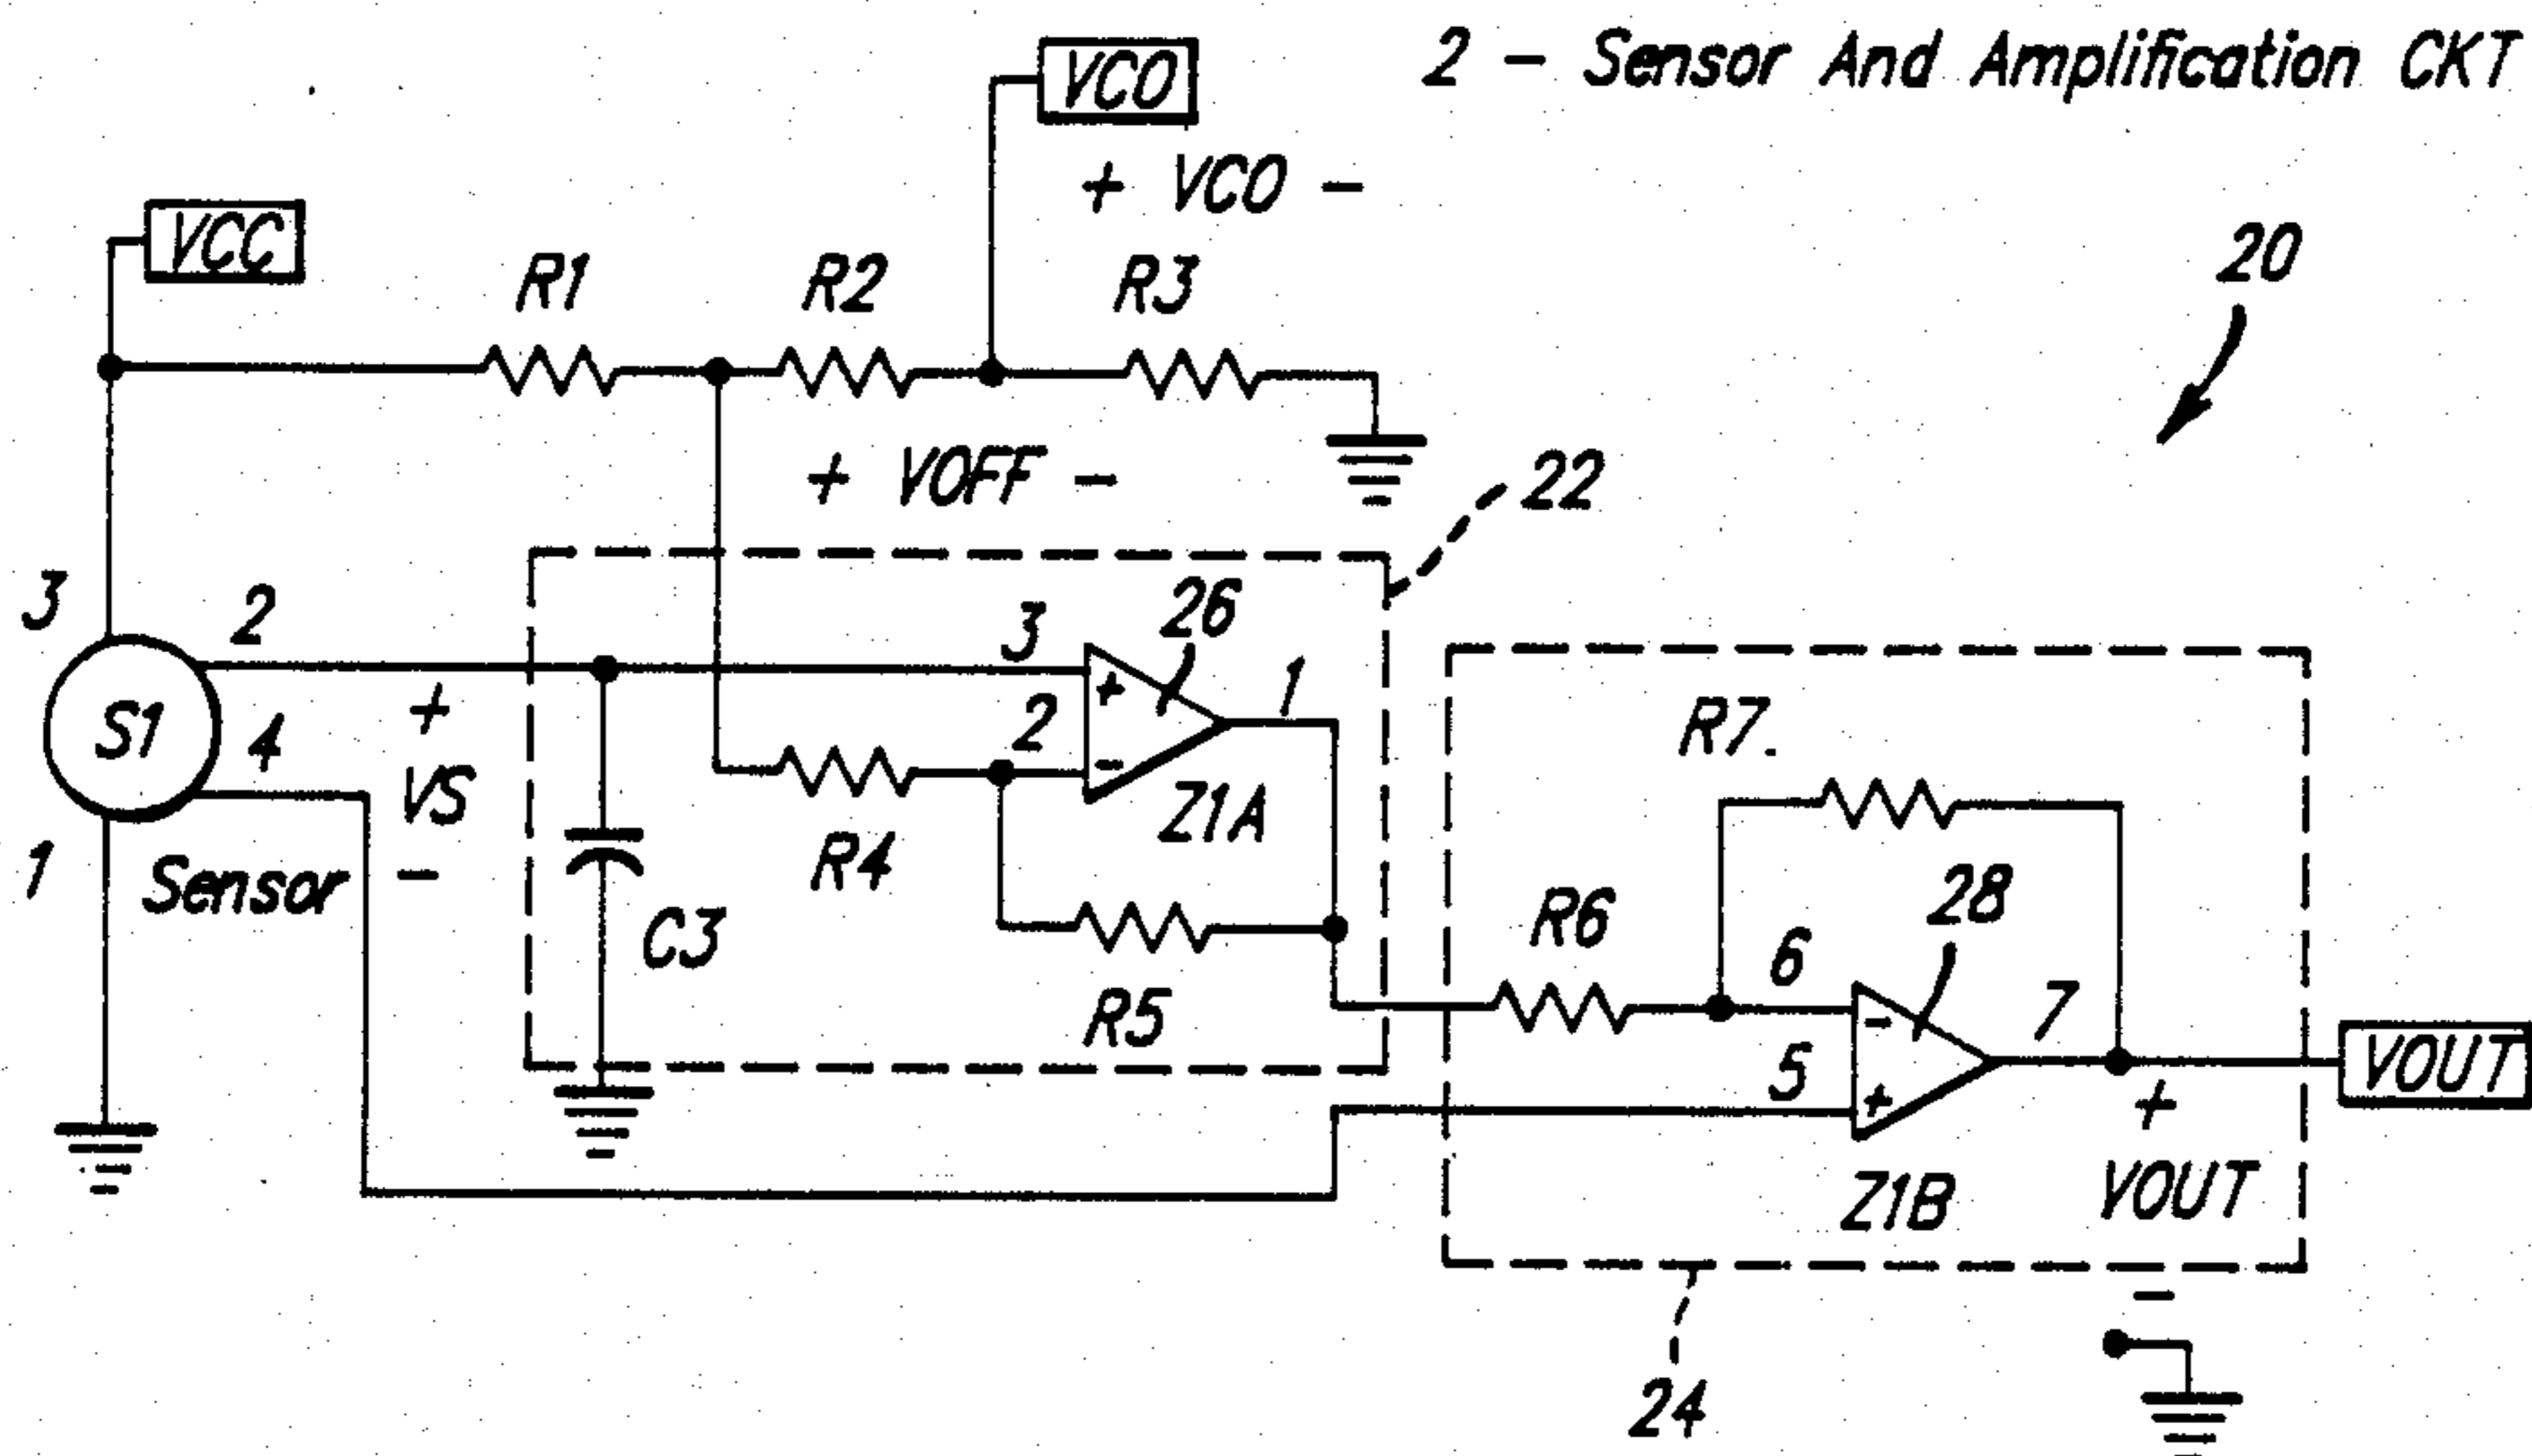 2 - Sensor And Amplification CKT
VCO
+ VCO -
VCC
R1
R2
R3
20
+ VOFF -
22
3
2
3
26
1
+
2
-
S1
4
+
VS
-
Z1A
R7.
1
Sensor
R4
C3
R5
R6
28
6
-
5
+
7
VOUT
+
VOUT
-
Z1B
24